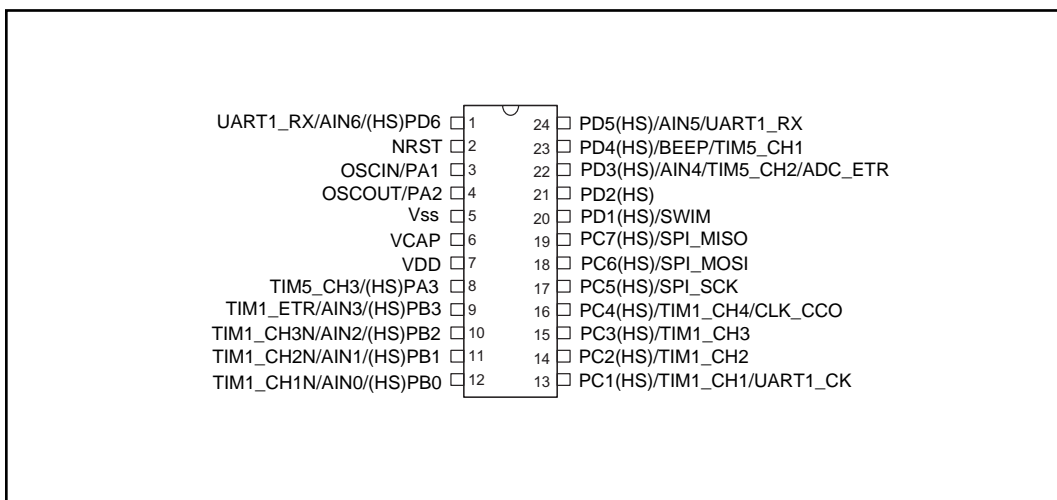 UART1_RX/AIN6/(HS)PD6 1
NRST 2
OSCIN/PA1 3
OSCOUT/PA2 4
Vss 5
VCAP 6
VDD 7
TIM5_CH3/(HS)PA3 8
TIM1_ETR/AIN3/(HS)PB3 9
TIM1_CH3N/AIN2/(HS)PB2 10
TIM1_CH2N/AIN1/(HS)PB1 11
TIM1_CH1N/AIN0/(HS)PB0 12
24 PD5(HS)/AIN5/UART1_RX
23 PD4(HS)/BEEP/TIM5_CH1
22 PD3(HS)/AIN4/TIM5_CH2/ADC_ETR
21 PD2(HS)
20 PD1(HS)/SWIM
19 PC7(HS)/SPI_MISO
18 PC6(HS)/SPI_MOSI
17 PC5(HS)/SPI_SCK
16 PC4(HS)/TIM1_CH4/CLK_CCO
15 PC3(HS)/TIM1_CH3
14 PC2(HS)/TIM1_CH2
13 PC1(HS)/TIM1_CH1/UART1_CK